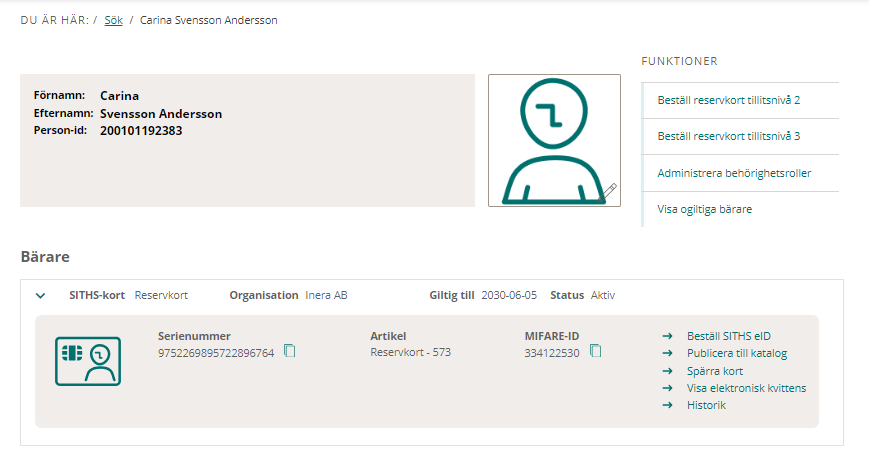 DU ÄR HÄR: / Sök / Carina Svensson Andersson
FUNKTIONER
Förnamn: Carina
Efternamn: Svensson Andersson
Person-id: 200101192383
Beställ reservkort tillitsnivå 2
Beställ reservkort tillitsnivå 3
Administrera behörighetsroller
Visa ogiltiga bärare
Bärare
SITHS-kort Reservkort Organisation Inera AB Giltig till 2030-06-05 Status Aktiv
Serienummer
9752269895722896764
Artikel
Reservkort - 573
MIFARE-ID
334122530
Beställ SITHS eID
Publicera till katalog
Spärra kort
Visa elektronisk kvittens
Historik